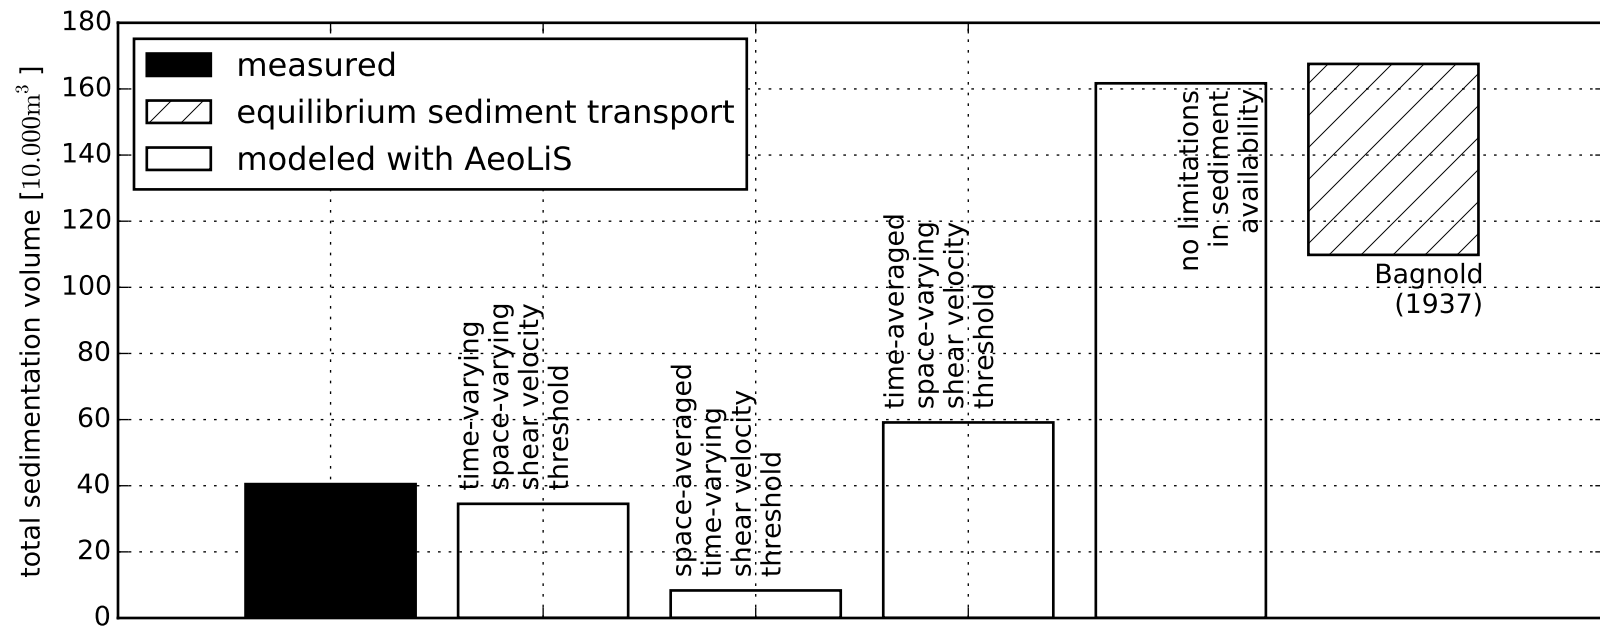 total sedimentation volume [10.000m³ ]
180
160
140
120
100
80
60
40
20
0
measured
equilibrium sediment transport
modeled with AeoLiS
time-varying
space-varying
shear velocity
threshold
space-averaged
time-varying
shear velocity
threshold
time-averaged
space-varying
shear velocity
threshold
no limitations
in sediment
availability
Bagnold
(1937)